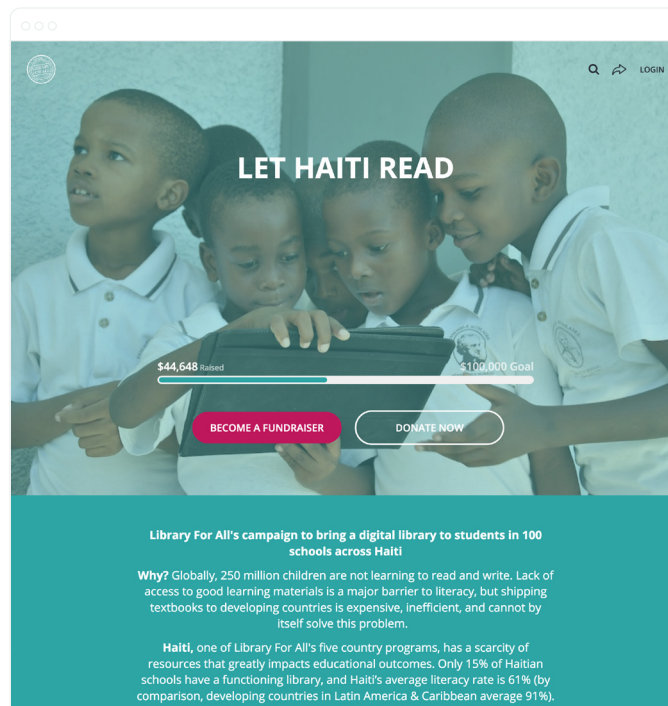 LOGIN
LET HAITI READ
$44,648 Raised
$100,000 Goal
BECOME A FUNDRAISER
DONATE NOW
Library For All's campaign to bring a digital library to students in 100
schools across Haiti
Why? Globally, 250 million children are not learning to read and write. Lack of
access to good learning materials is a major barrier to literacy, but shipping
textbooks to developing countries is expensive, inefficient, and cannot by
itself solve this problem.
Haiti, one of Library For All's five country programs, has a scarcity of
resources that greatly impacts educational outcomes. Only 15% of Haitian
schools have a functioning library, and Haiti's average literacy rate is 61% (by
comparison, developing countries in Latin America & Caribbean average 91%).